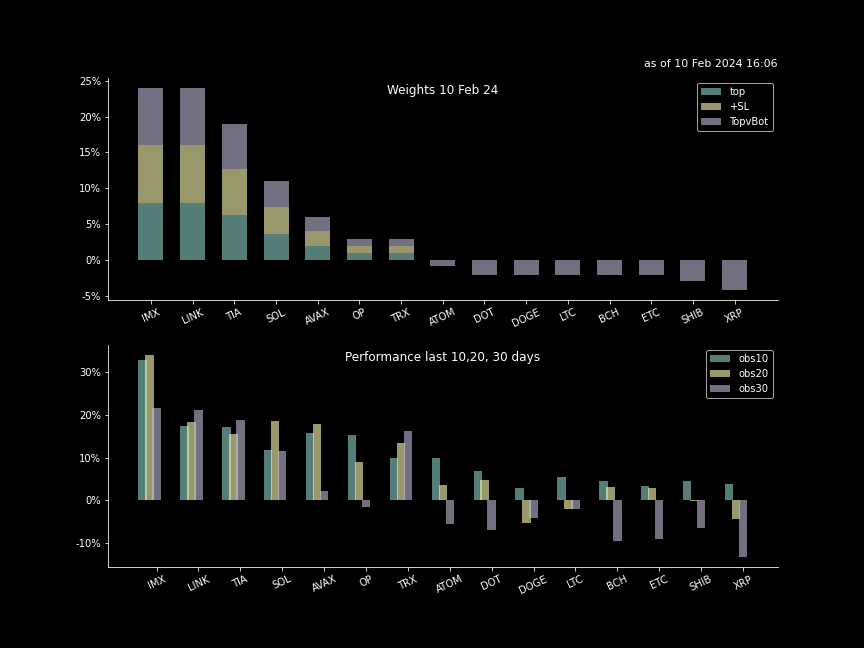 as of 10 Feb 2024 16:06
Weights 10 Feb 24
top
+SL
TopvBot
25%
20%
15%
10%
5%
0%
-5%
IMX LINK TIA SOL AVAX OP TRX ATOM DOT DOGE LTC BCH ETC SHIB XRP
Performance last 10,20, 30 days
obs10
obs20
obs30
30%
20%
10%
0%
-10%
IMX LINK TIA SOL AVAX OP TRX ATOM DOT DOGE LTC BCH ETC SHIB XRP